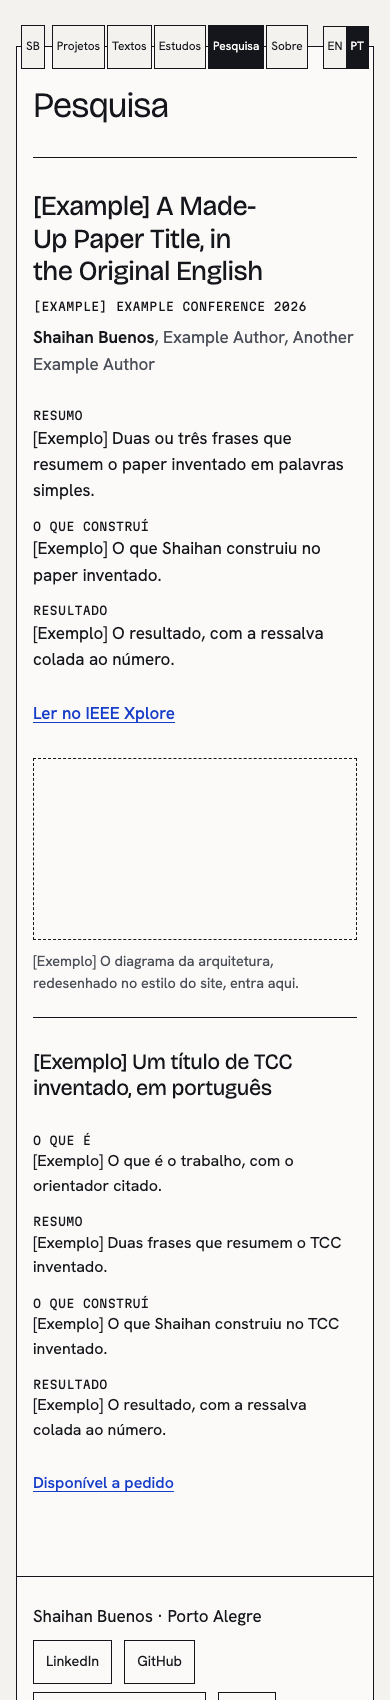 SB Projetos Textos Estudos Pesquisa Sobre EN PT
Pesquisa
[Example] A Made-
Up Paper Title, in
the Original English
[EXAMPLE] EXAMPLE CONFERENCE 2026
Shaihan Buenos, Example Author, Another
Example Author
RESUMO
[Exemplo] Duas ou três frases que
resumem o paper inventado em palavras
simples.
O QUE CONSTRUÍ
[Exemplo] O que Shaihan construiu no
paper inventado.
RESULTADO
[Exemplo] O resultado, com a ressalva
colada ao número.
Ler no IEEE Xplore
[Exemplo] O diagrama da arquitetura,
redesenhado no estilo do site, entra aqui.
[Exemplo] Um título de TCC
inventado, em português
O QUE É
[Exemplo] O que é o trabalho, com o
orientador citado.
RESUMO
[Exemplo] Duas frases que resumem o TCC
inventado.
O QUE CONSTRUÍ
[Exemplo] O que Shaihan construiu no TCC
inventado.
RESULTADO
[Exemplo] O resultado, com a ressalva
colada ao número.
Disponível a pedido
Shaihan Buenos · Porto Alegre
LinkedIn GitHub